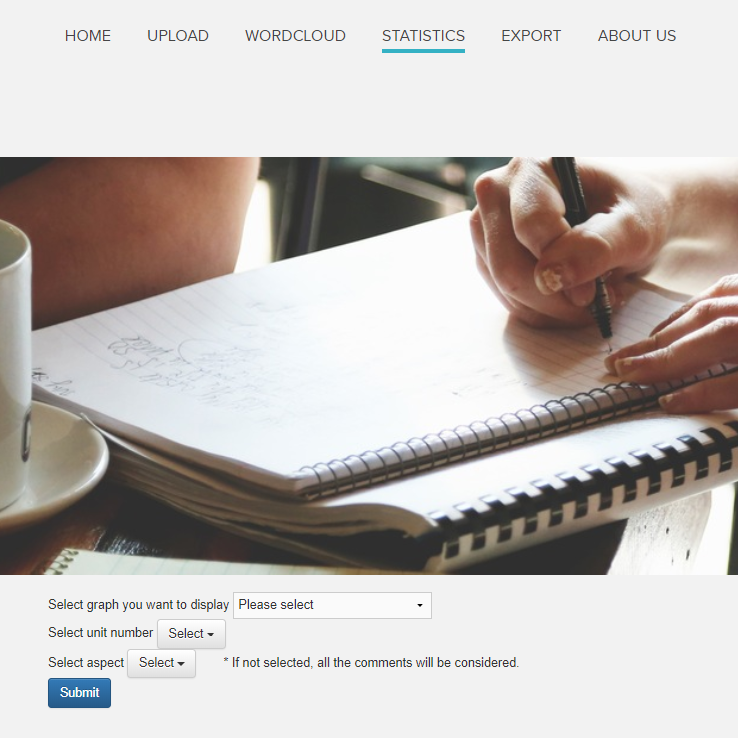 HOME UPLOAD WORDCLOUD STATISTICS EXPORT ABOUT US
Select graph you want to display Please select
Select unit number Select
Select aspect Select * If not selected, all the comments will be considered.
Submit